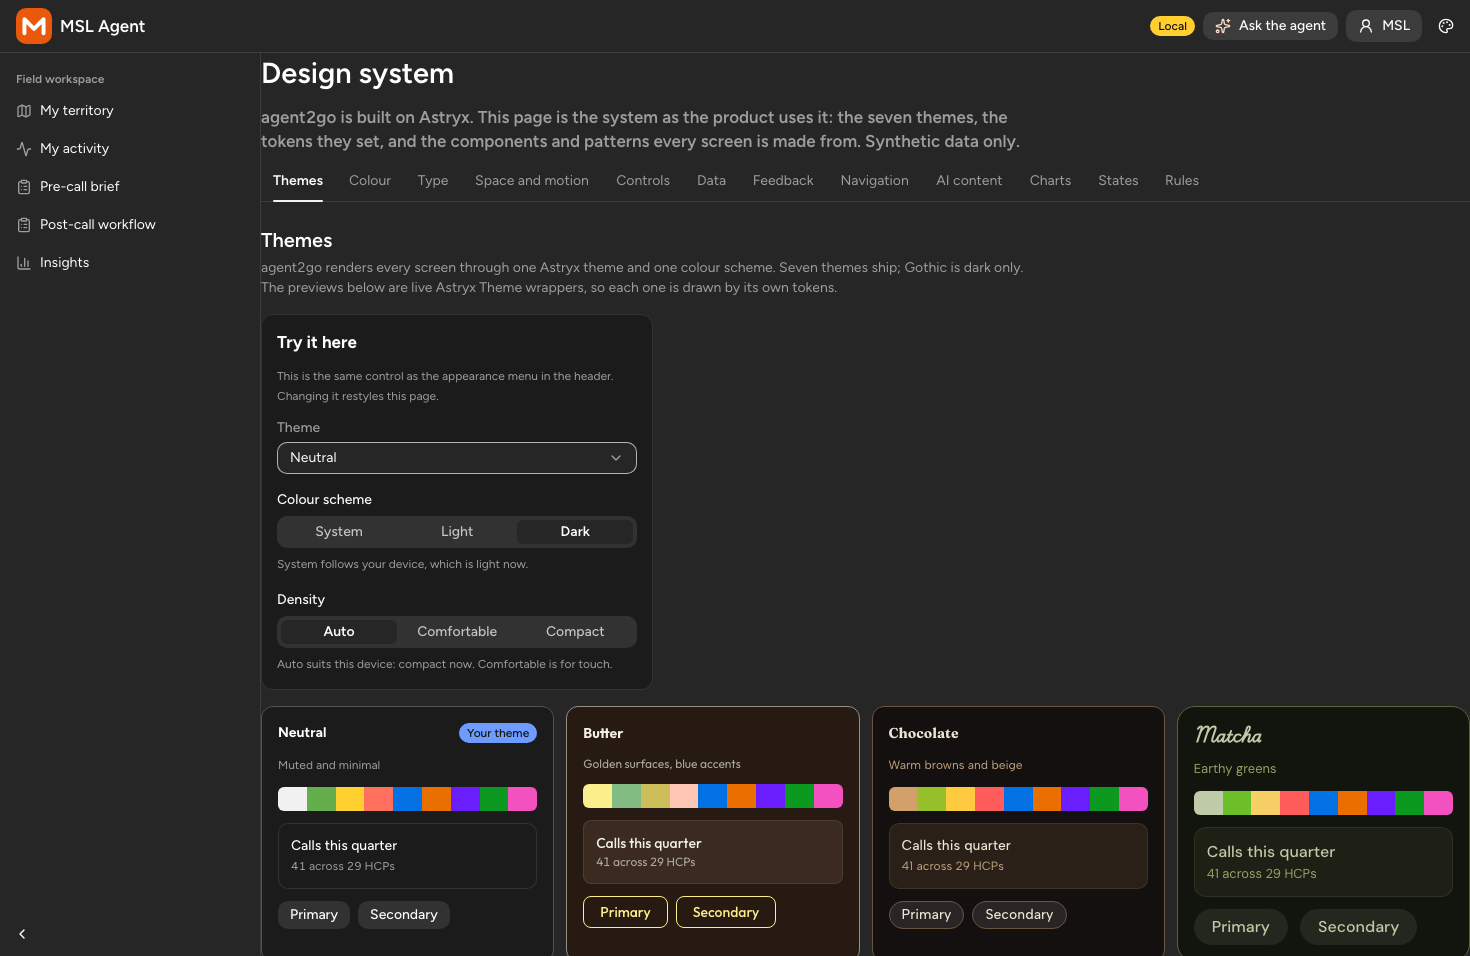 MSL Agent
Local
Ask the agent
MSL
Field workspace
My territory
My activity
Pre-call brief
Post-call workflow
Insights
Design system
agent2go is built on Astryx. This page is the system as the product uses it: the seven themes, the
tokens they set, and the components and patterns every screen is made from. Synthetic data only.
Themes Colour Type Space and motion Controls Data Feedback Navigation AI content Charts States Rules
Themes
agent2go renders every screen through one Astryx theme and one colour scheme. Seven themes ship; Gothic is dark only.
The previews below are live Astryx Theme wrappers, so each one is drawn by its own tokens.
Try it here
This is the same control as the appearance menu in the header.
Changing it restyles this page.
Theme
Neutral
Colour scheme
System Light Dark
System follows your device, which is light now.
Density
Auto Comfortable Compact
Auto suits this device: compact now. Comfortable is for touch.
Neutral
Your theme
Muted and minimal
Calls this quarter
41 across 29 HCPs
Primary Secondary
Butter
Golden surfaces, blue accents
Calls this quarter
41 across 29 HCPs
Primary Secondary
Chocolate
Warm browns and beige
Calls this quarter
41 across 29 HCPs
Primary Secondary
Matcha
Earthy greens
Calls this quarter
41 across 29 HCPs
Primary Secondary